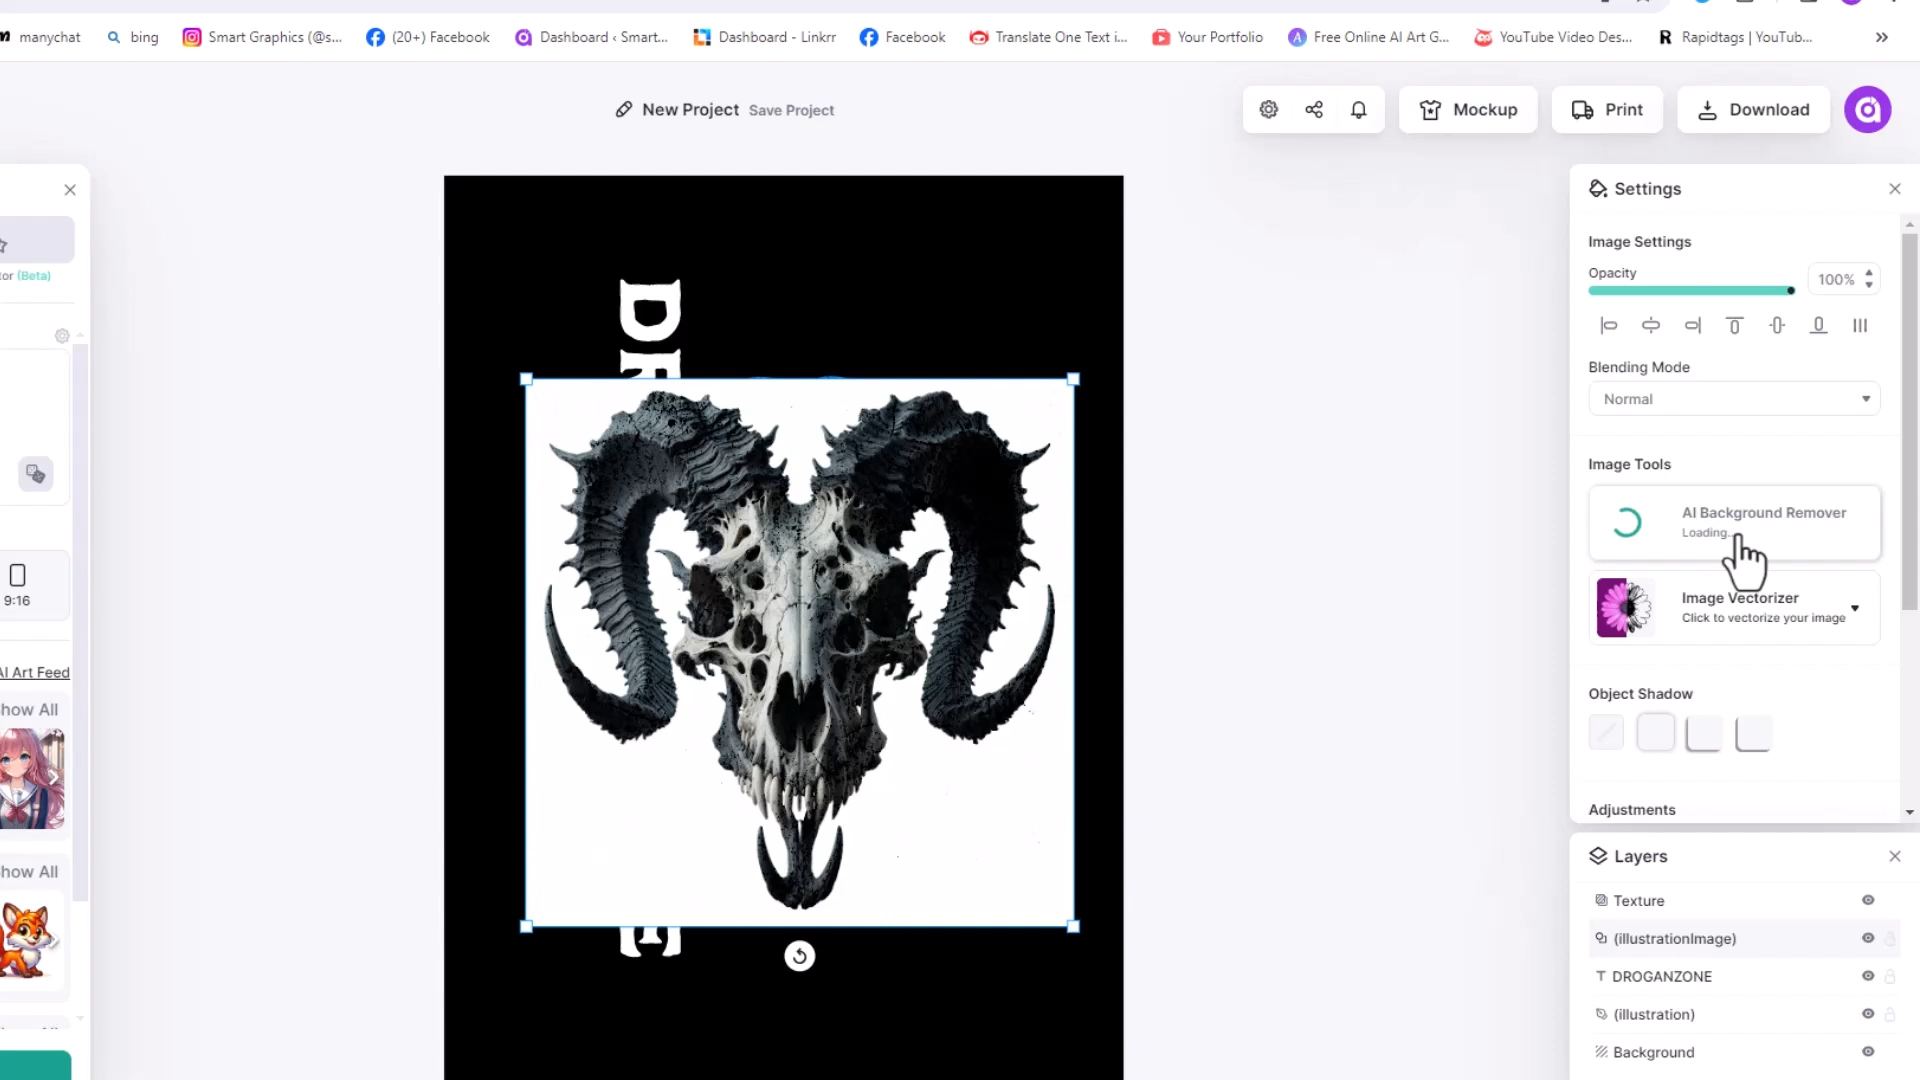 manychat
bing
Smart Graphics (@s...
(20+) Facebook
Dashboard ‹ Smart...
Dashboard - Linkrr
Facebook
Translate One Text i...
Your Portfolio
Free Online AI Art G...
YouTube Video Des...
Rapidtags | YouTub...
New Project
Save Project
Mockup
Print
Download
tor (Beta)
9:16
AI Art Feed
how All
how All
DR
E
Settings
Image Settings
Opacity
100%
Blending Mode
Normal
Image Tools
AI Background Remover
Loading...
Image Vectorizer
Click to vectorize your image
Object Shadow
Adjustments
Layers
Texture
(illustrationImage)
DROGANZONE
(illustration)
Background